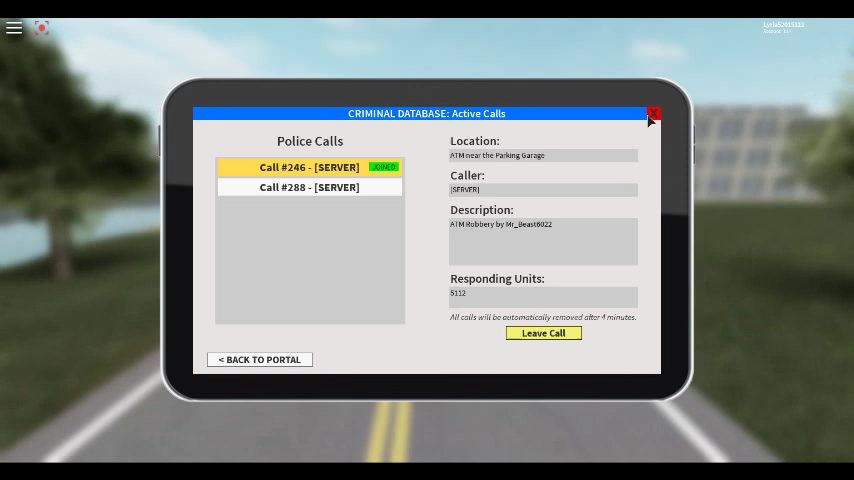 Lyria52015112
CRIMINAL DATABASE: Active Calls
X
Police Calls
Call #246 - [SERVER]
JOINED
Call #288 - [SERVER]
Location:
ATM near the Parking Garage
Caller:
[SERVER]
Description:
ATM Robbery by Mr_Beast6022
Responding Units:
5112
All calls will be automatically removed after 4 minutes.
Leave Call
< BACK TO PORTAL